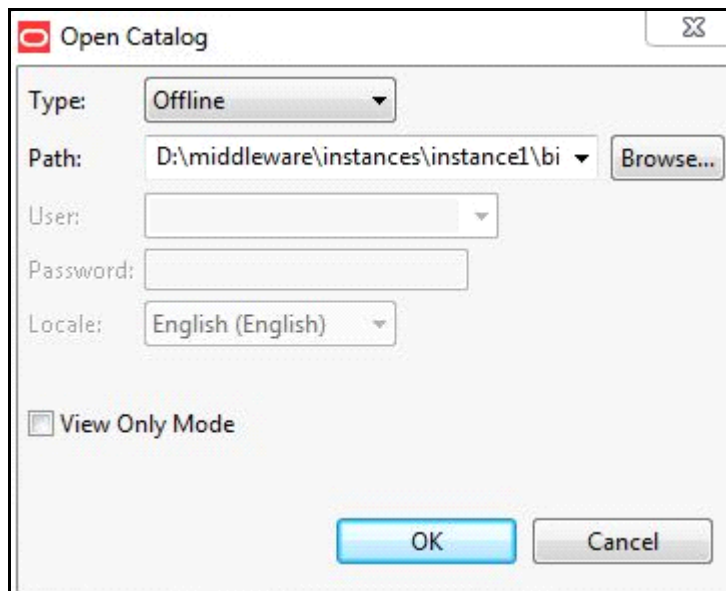 Open Catalog
Type: Offline
Path: D:\middleware\instances\instance1\bi Browse...
User:
Password:
Locale: English (English)
View Only Mode
OK Cancel